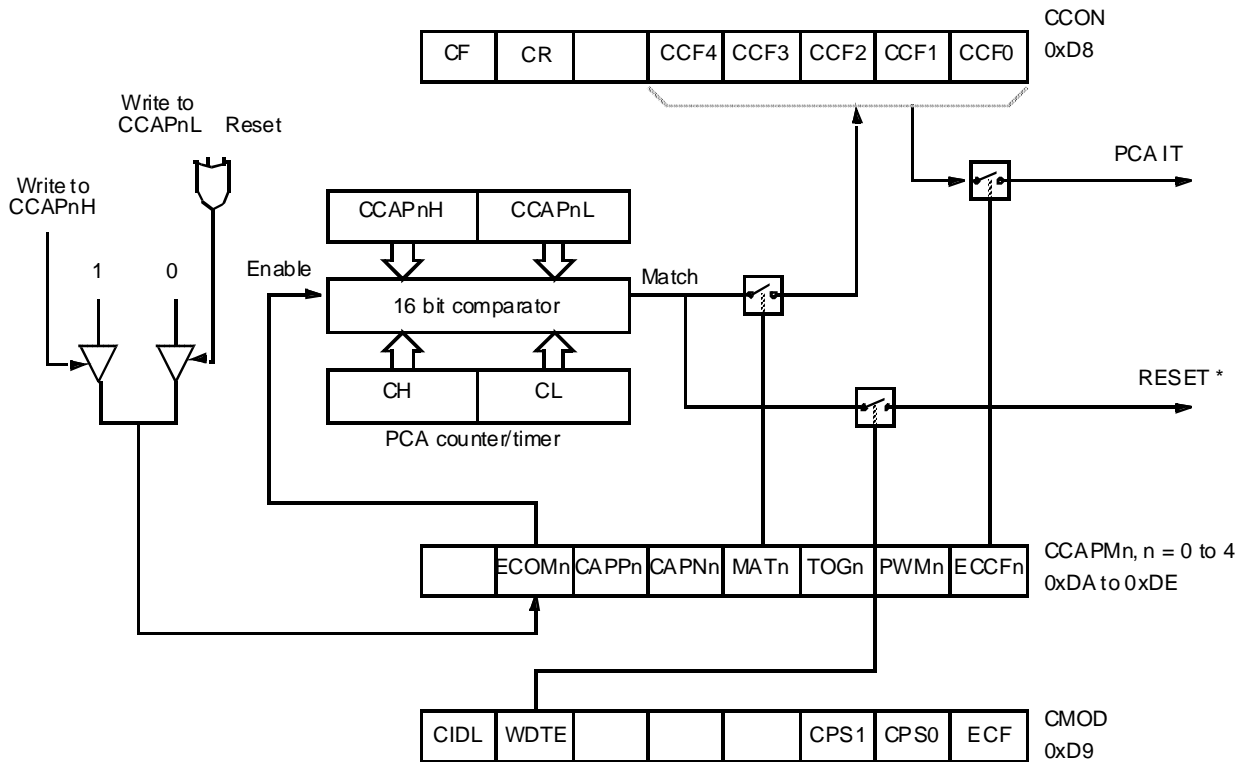 CCON
CF CR CCF4 CCF3 CCF2 CCF1 CCF0 0xD8
Write to
CCAPnL Reset
PCA IT
Write to
CCAPnH
CCAPnH CCAPnL
1 0 Enable Match
16 bit comparator
RESET *
CH CL
PCA counter/timer
ECOMn CAPPn CAPNn MATn TOGn PWMn ECCFn
CCAPMn, n = 0 to 4
0xDA to 0xDE
CIDL WDTE CPS1 CPS0 ECF
CMOD
0xD9